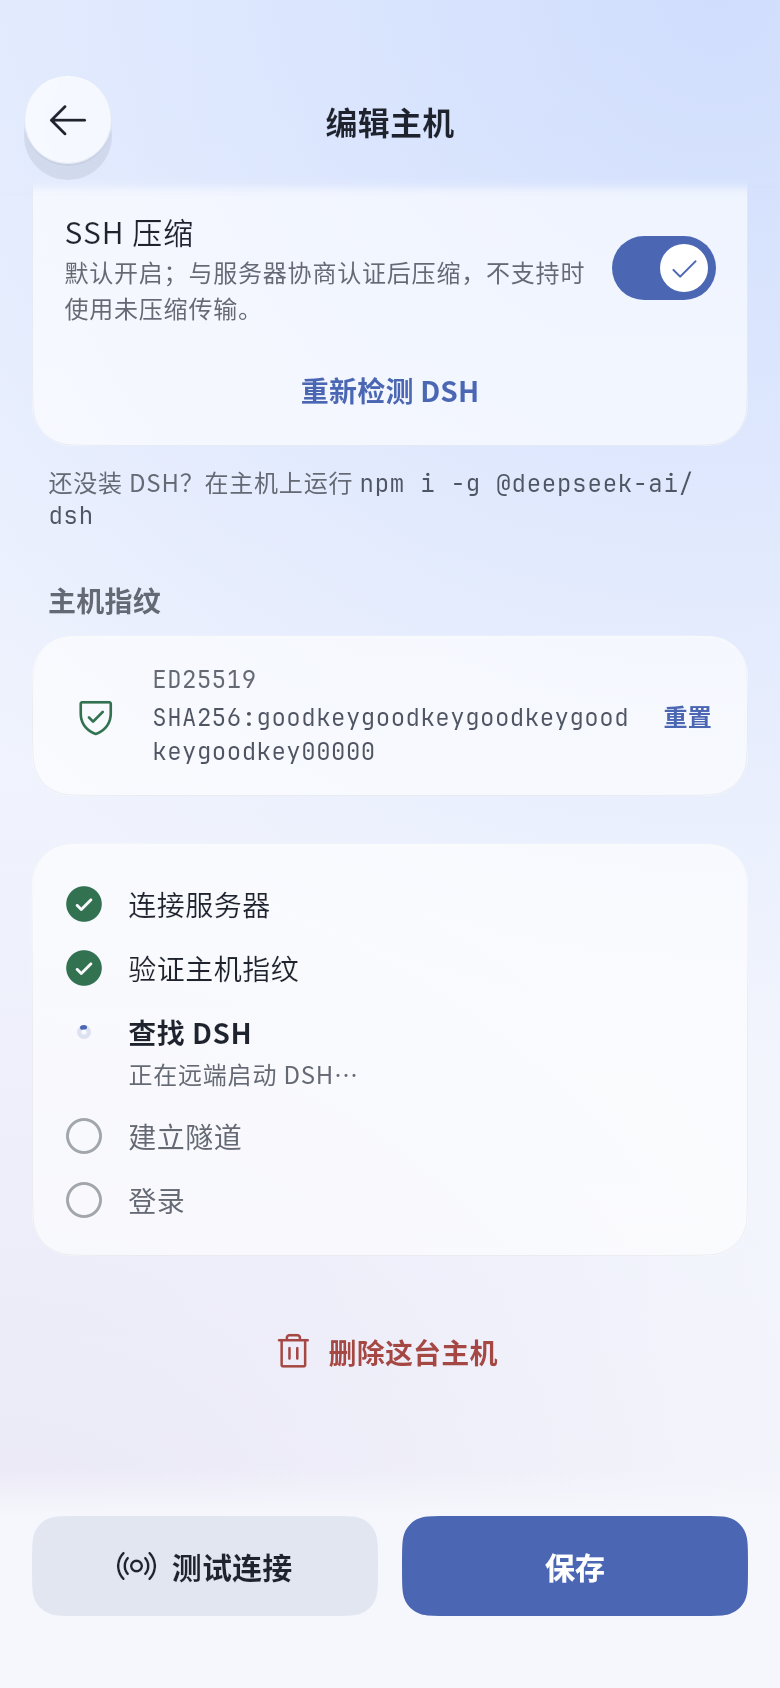 编辑主机
SSH 压缩
默认开启；与服务器协商认证后压缩，不支持时
使用未压缩传输。
重新检测 DSH
还没装 DSH？在主机上运行 npm i -g @deepseek-ai/
dsh
主机指纹
ED25519
SHA256:goodkeygoodkeygoodkeygood
keygoodkey00000
重置
连接服务器
验证主机指纹
查找 DSH
正在远端启动 DSH…
建立隧道
登录
删除这台主机
测试连接
保存